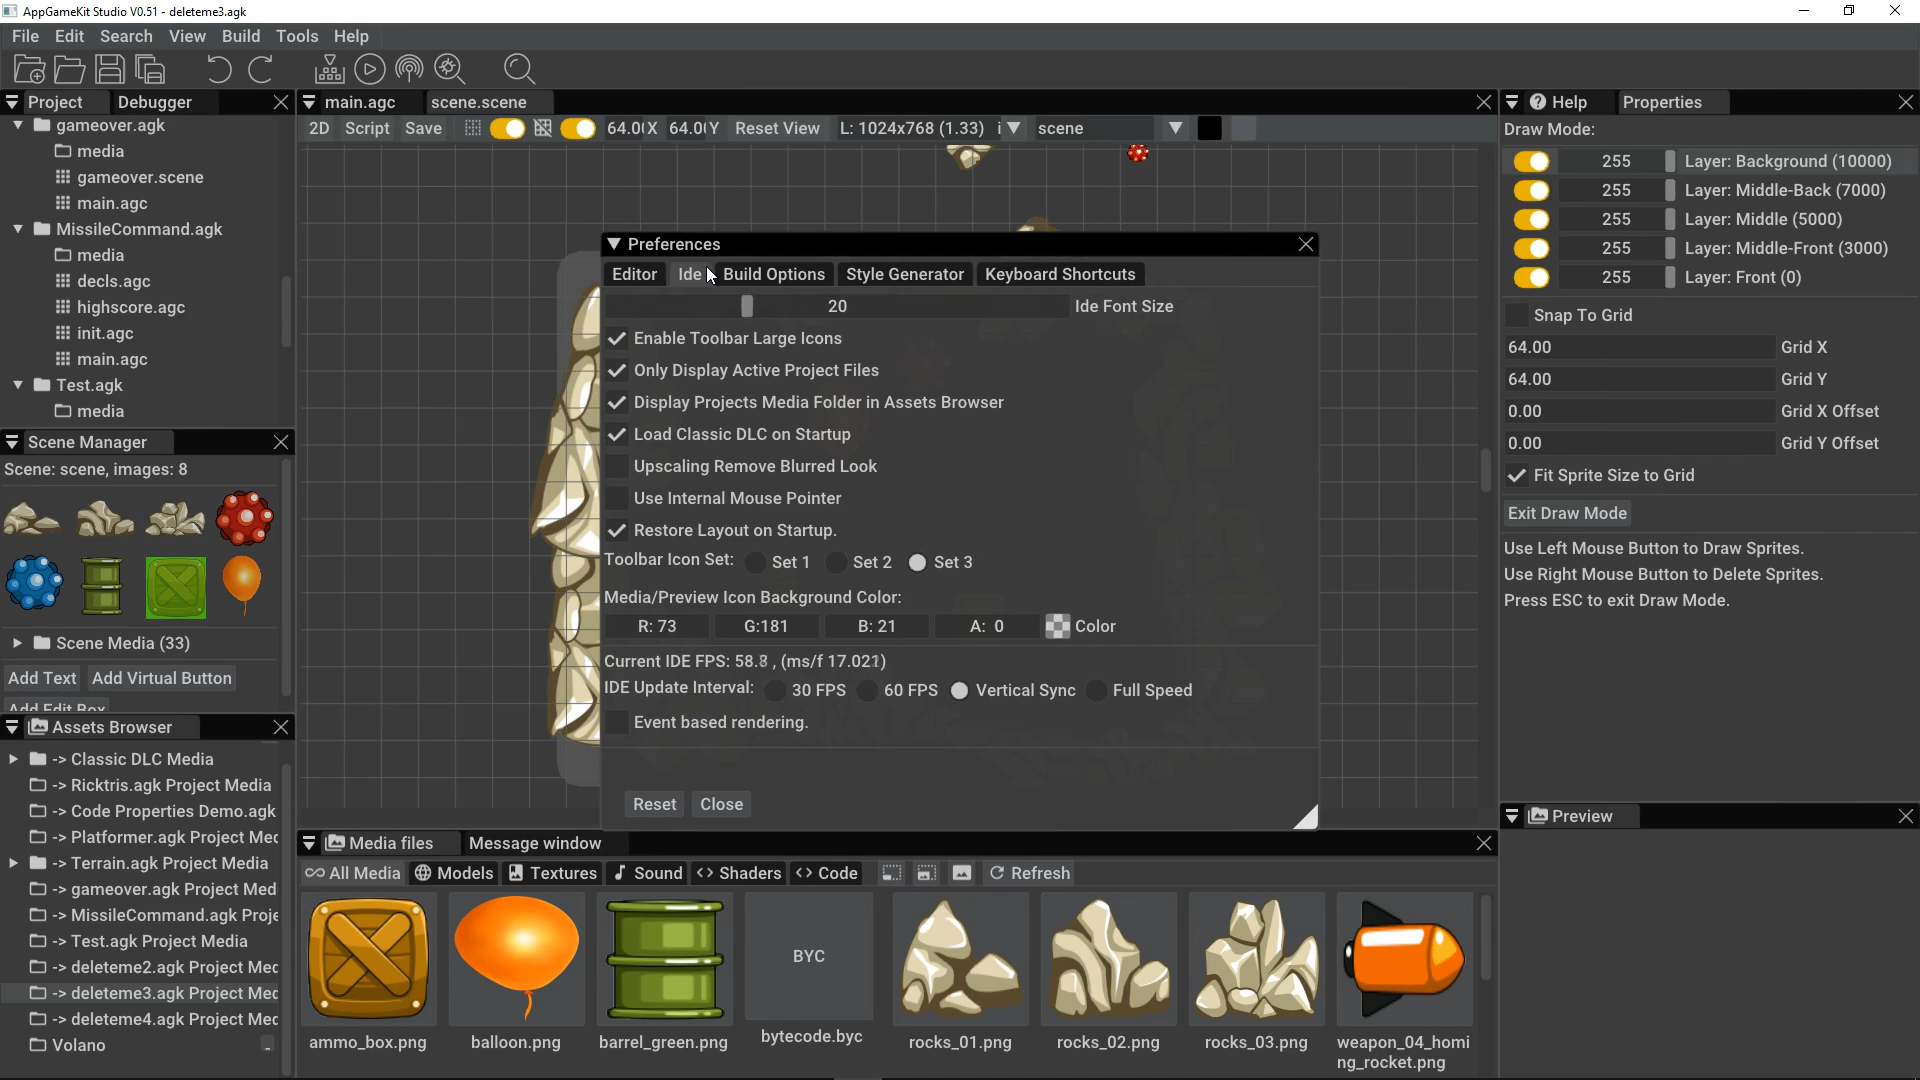 AppGameKit Studio V0.51 - deleteme3.agk
File Edit Search View Build Tools Help
Project Debugger
gameover.agk
media
gameover.scene
main.agc
MissileCommand.agk
media
decls.agc
highscore.agc
init.agc
main.agc
Test.agk
media
Scene Manager
Scene: scene, images: 8
Scene Media (33)
Add Text Add Virtual Button
Add Edit Box
Assets Browser
-> Classic DLC Media
-> Ricktris.agk Project Media
-> Code Properties Demo.agk
-> Platformer.agk Project Med
-> Terrain.agk Project Media
-> gameover.agk Project Med
-> MissileCommand.agk Proje
-> Test.agk Project Media
-> deleteme2.agk Project Med
-> deleteme3.agk Project Med
-> deleteme4.agk Project Med
Volano
main.agc scene.scene
2D Script Save 64.0 X 64.0 Y Reset View L: 1024x768 (1.33) i scene
Preferences
Editor Ide Build Options Style Generator Keyboard Shortcuts
20 Ide Font Size
Enable Toolbar Large Icons
Only Display Active Project Files
Display Projects Media Folder in Assets Browser
Load Classic DLC on Startup
Upscaling Remove Blurred Look
Use Internal Mouse Pointer
Restore Layout on Startup.
Toolbar Icon Set: Set 1 Set 2 Set 3
Media/Preview Icon Background Color:
R: 73 G:181 B: 21 A: 0 Color
Current IDE FPS: 58.8 , (ms/f 17.021)
IDE Update Interval: 30 FPS 60 FPS Vertical Sync Full Speed
Event based rendering.
Reset Close
Media files Message window
All Media Models Textures Sound Shaders Code Refresh
BYC
ammo_box.png balloon.png barrel_green.png bytecode.byc rocks_01.png rocks_02.png rocks_03.png weapon_04_homi
ng_rocket.png
Help Properties
Draw Mode:
255 Layer: Background (10000)
255 Layer: Middle-Back (7000)
255 Layer: Middle (5000)
255 Layer: Middle-Front (3000)
255 Layer: Front (0)
Snap To Grid
64.00 Grid X
64.00 Grid Y
0.00 Grid X Offset
0.00 Grid Y Offset
Fit Sprite Size to Grid
Exit Draw Mode
Use Left Mouse Button to Draw Sprites.
Use Right Mouse Button to Delete Sprites.
Press ESC to exit Draw Mode.
Preview